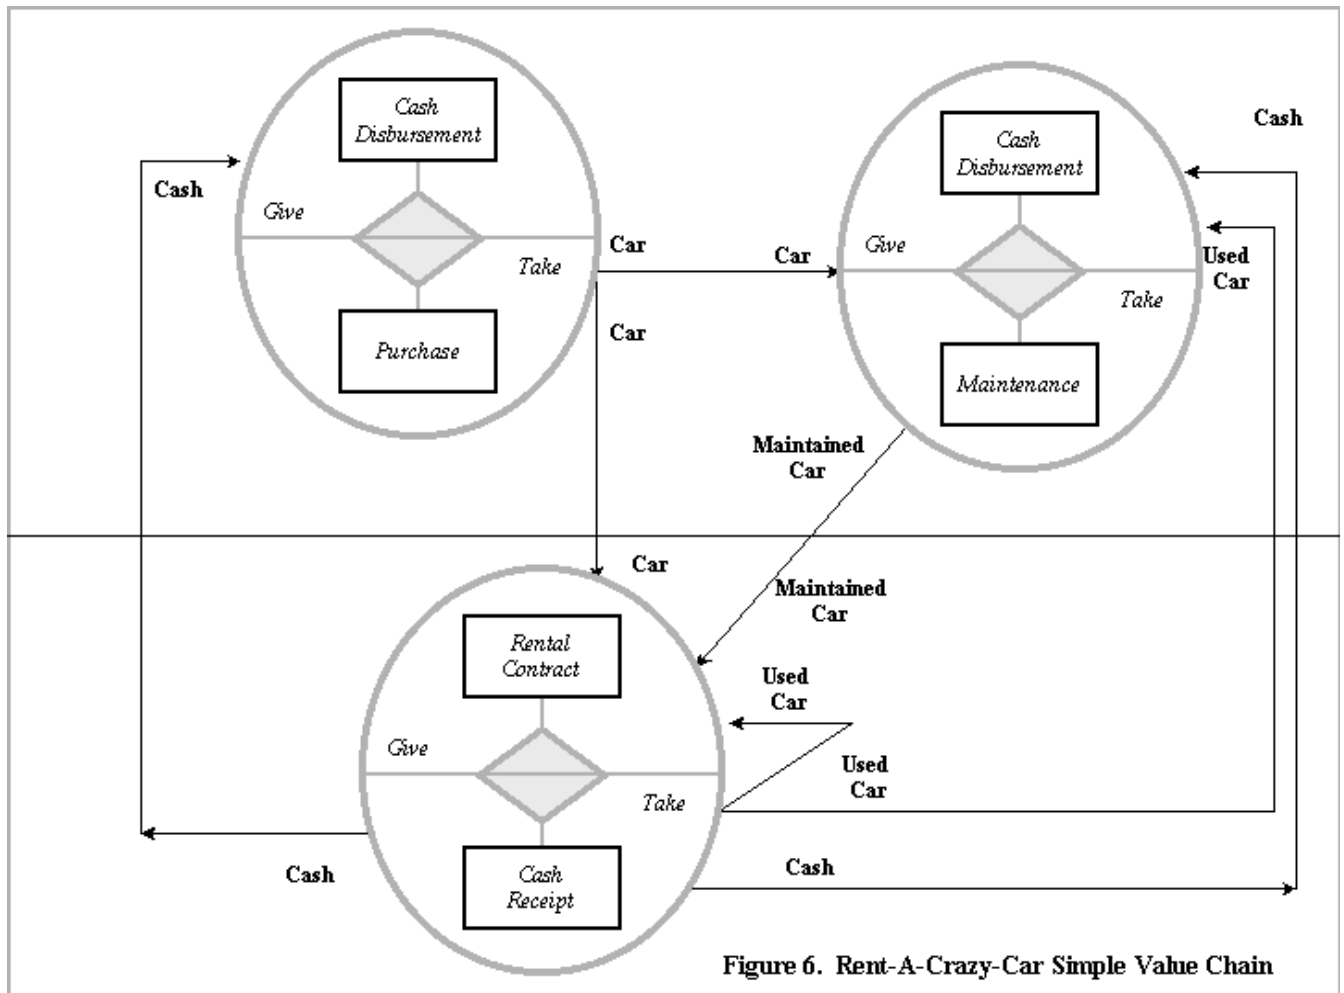 Cash
Disbursement
Cash
Give
Take
Purchase
Car
Car
Car
Cash
Disbursement
Cash
Give
Take
Used
Car
Maintenance
Maintained
Car
Car
Maintained
Car
Rental
Contract
Used
Car
Give
Take
Used
Car
Cash
Cash
Receipt
Cash
Figure 6. Rent-A-Crazy-Car Simple Value Chain